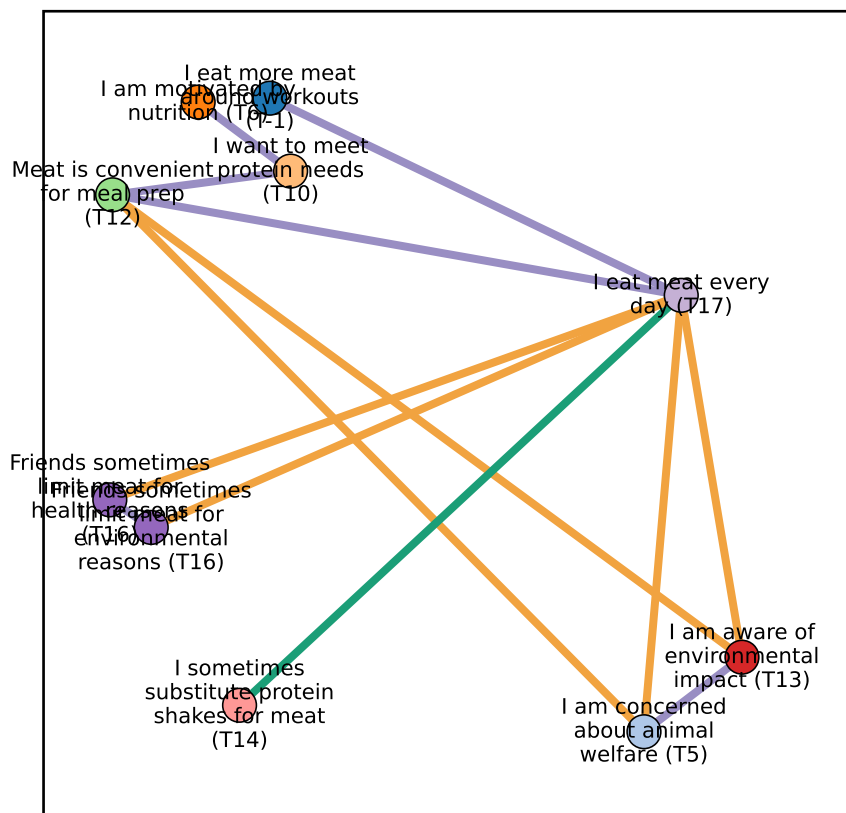 I eat more meat
around workouts
(T-1)
I am motivated by
nutrition (T6)
I want to meet
protein needs
(T10)
Meat is convenient
for meal prep
(T12)
I eat meat every
day (T17)
Friends sometimes
limit meat for
health reasons
(T16)
Friends sometimes
limit meat for
environmental
reasons (T16)
I am aware of
environmental
impact (T13)
I sometimes
substitute protein
shakes for meat
(T14)
I am concerned
about animal
welfare (T5)